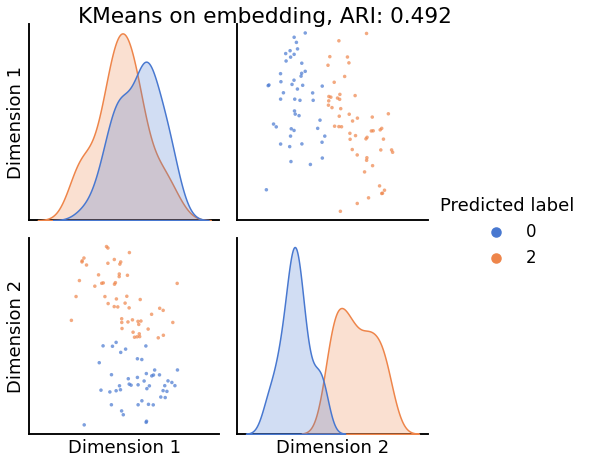 KMeans on embedding, ARI: 0.492
Dimension 1
Predicted label
0
2
Dimension 2
Dimension 1
Dimension 2